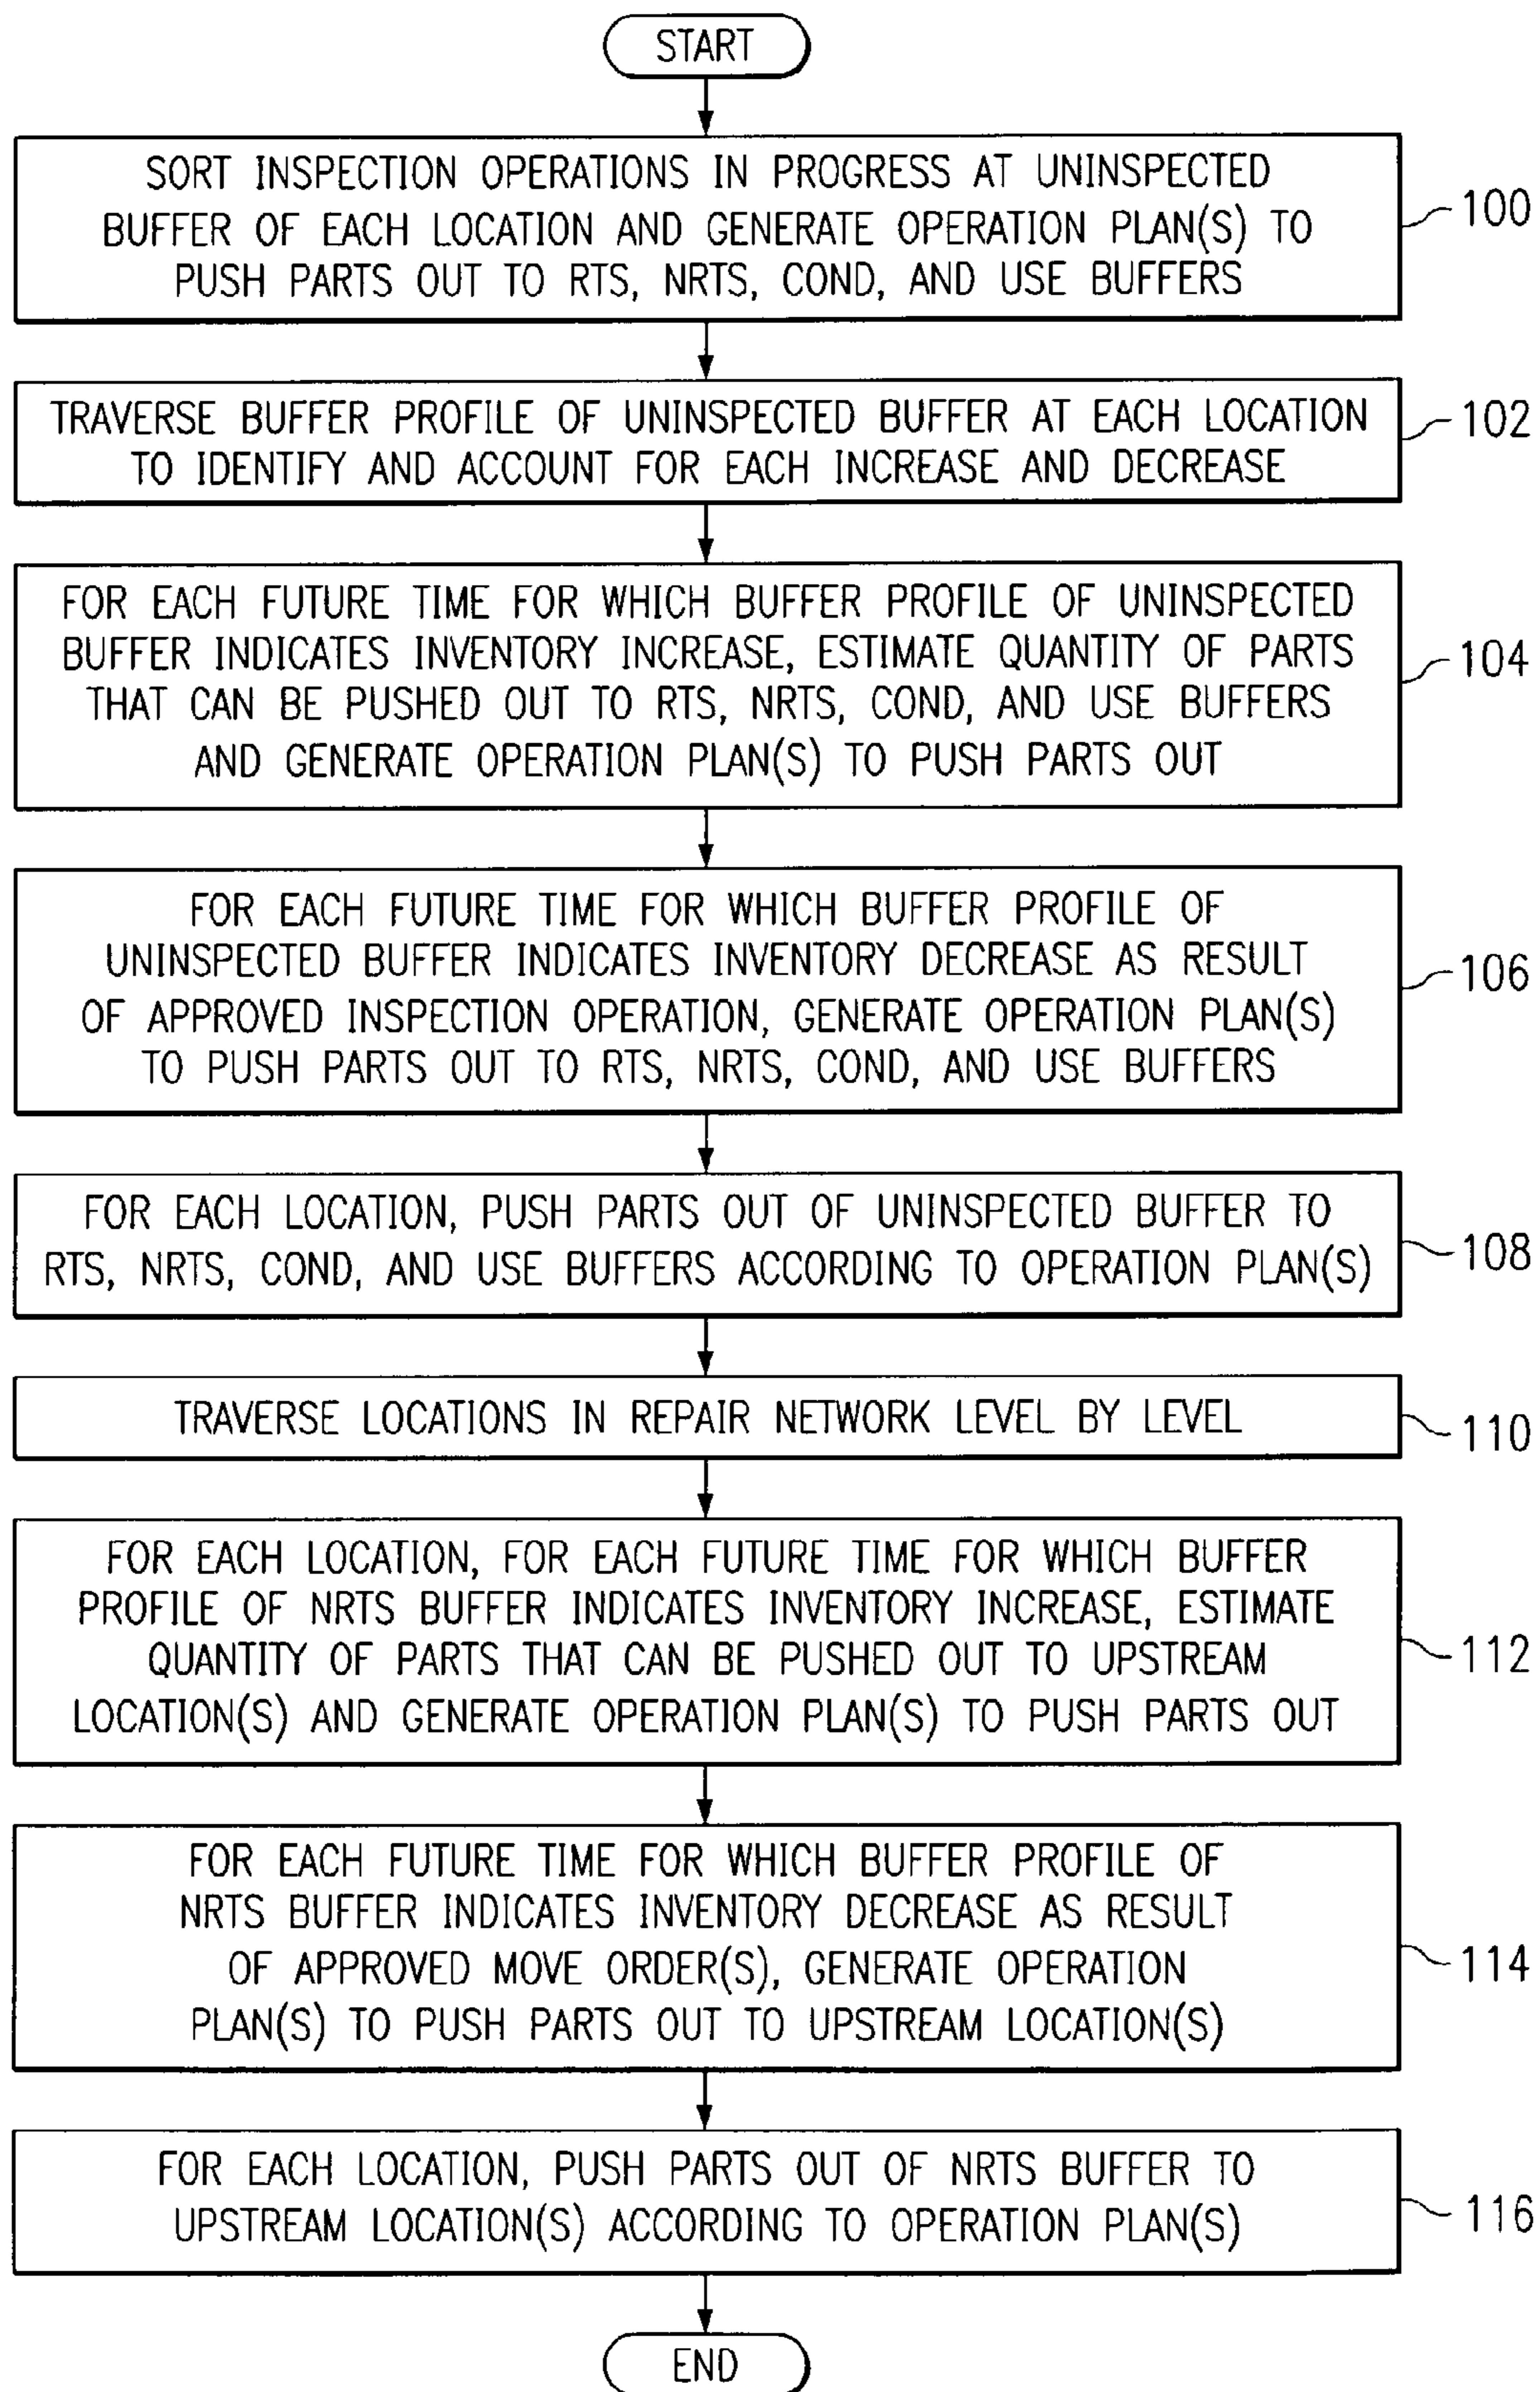 START
SORT INSPECTION OPERATIONS IN PROGRESS AT UNINSPECTED
BUFFER OF EACH LOCATION AND GENERATE OPERATION PLAN(S) TO
PUSH PARTS OUT TO RTS, NRTS, COND, AND USE BUFFERS
100
TRAVERSE BUFFER PROFILE OF UNINSPECTED BUFFER AT EACH LOCATION
TO IDENTIFY AND ACCOUNT FOR EACH INCREASE AND DECREASE
102
FOR EACH FUTURE TIME FOR WHICH BUFFER PROFILE OF UNINSPECTED
BUFFER INDICATES INVENTORY INCREASE, ESTIMATE QUANTITY OF PARTS
THAT CAN BE PUSHED OUT TO RTS, NRTS, COND, AND USE BUFFERS
AND GENERATE OPERATION PLAN(S) TO PUSH PARTS OUT
104
FOR EACH FUTURE TIME FOR WHICH BUFFER PROFILE OF
UNINSPECTED BUFFER INDICATES INVENTORY DECREASE AS RESULT
OF APPROVED INSPECTION OPERATION, GENERATE OPERATION PLAN(S)
TO PUSH PARTS OUT TO RTS, NRTS, COND, AND USE BUFFERS
106
FOR EACH LOCATION, PUSH PARTS OUT OF UNINSPECTED BUFFER TO
RTS, NRTS, COND, AND USE BUFFERS ACCORDING TO OPERATION PLAN(S)
108
TRAVERSE LOCATIONS IN REPAIR NETWORK LEVEL BY LEVEL
110
FOR EACH LOCATION, FOR EACH FUTURE TIME FOR WHICH BUFFER
PROFILE OF NRTS BUFFER INDICATES INVENTORY INCREASE, ESTIMATE
QUANTITY OF PARTS THAT CAN BE PUSHED OUT TO UPSTREAM
LOCATION(S) AND GENERATE OPERATION PLAN(S) TO PUSH PARTS OUT
112
FOR EACH FUTURE TIME FOR WHICH BUFFER PROFILE OF
NRTS BUFFER INDICATES INVENTORY DECREASE AS RESULT
OF APPROVED MOVE ORDER(S), GENERATE OPERATION
PLAN(S) TO PUSH PARTS OUT TO UPSTREAM LOCATION(S)
114
FOR EACH LOCATION, PUSH PARTS OUT OF NRTS BUFFER TO
UPSTREAM LOCATION(S) ACCORDING TO OPERATION PLAN(S)
116
END